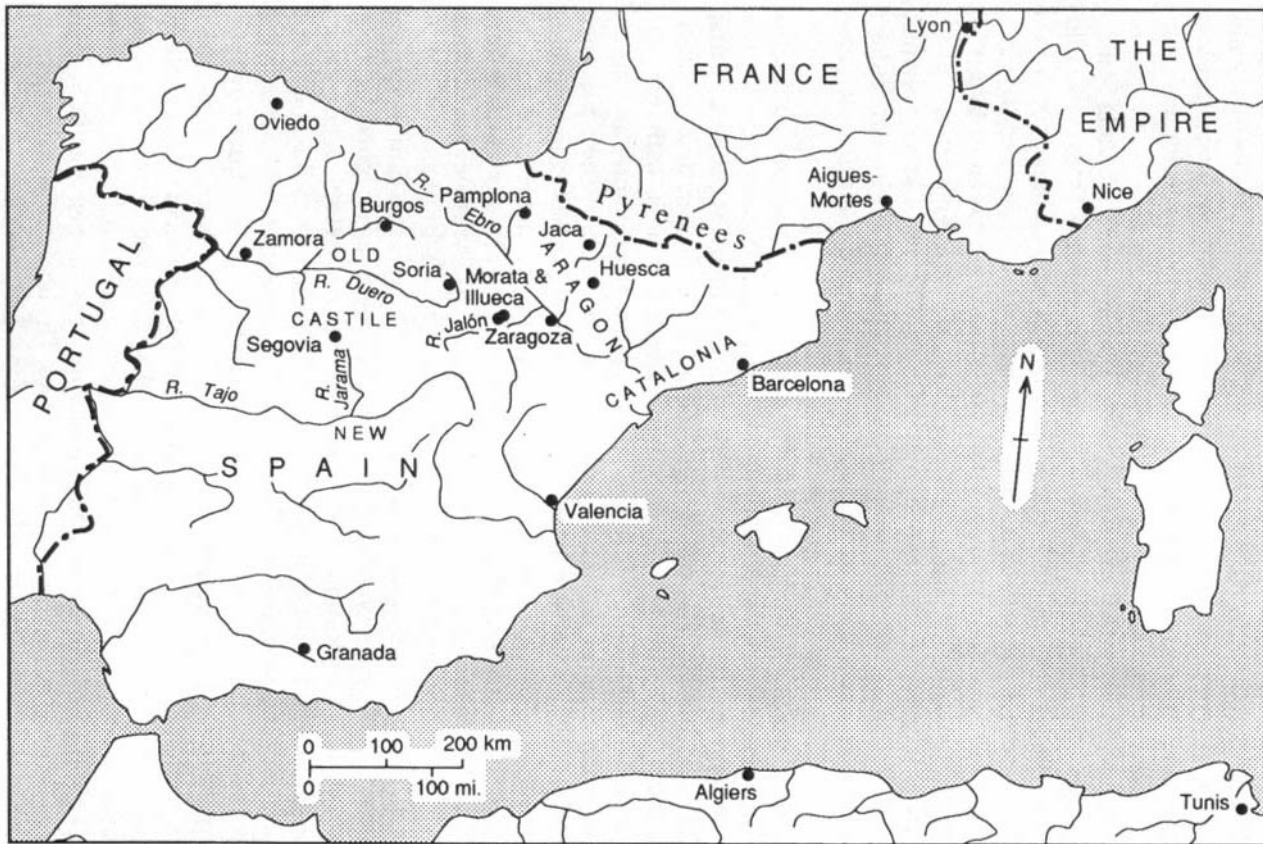 Lyon
THE
FRANCE
EMPIRE
Oviedo
Aigues-
Mortes
Nice
R.
Ebro
Pamplona
Pyrenees
Burgos
Jaca
Zamora
OLD
Huesca
ARAGON
Soria
Morata &
Illueca
R. Duero
PORTUGAL
CASTILE
R. Jalón
Zaragoza
Segovia
R. Jarama
CATALONIA
N
Barcelona
R. Tajo
NEW
SPAIN
Valencia
Granada
0 100 200 km
0 100 mi.
Algiers
Tunis